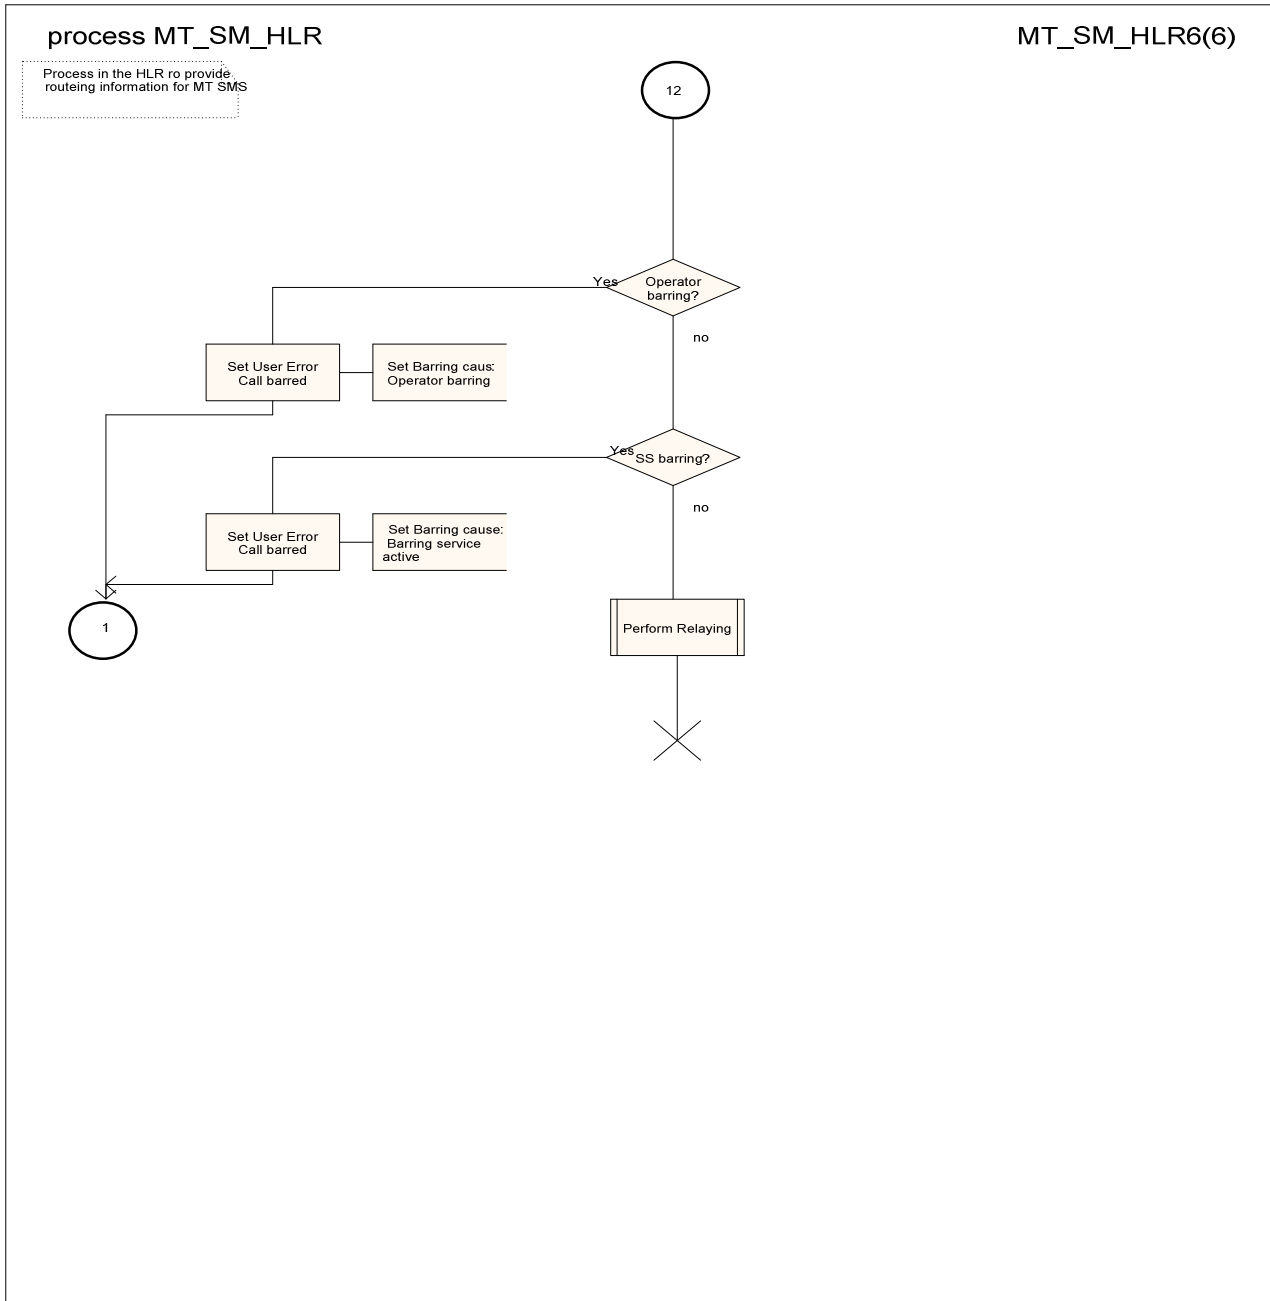 process MT_SM_HLR
MT_SM_HLR6(6)
Process in the HLR ro provide
routeing information for MT SMS
12
Yes
Operator
barring?
no
Set User Error
Call barred
Set Barring caus:
Operator barring
Yes
SS barring?
no
Set User Error
Call barred
Set Barring cause:
Barring service
active
1
Perform Relaying